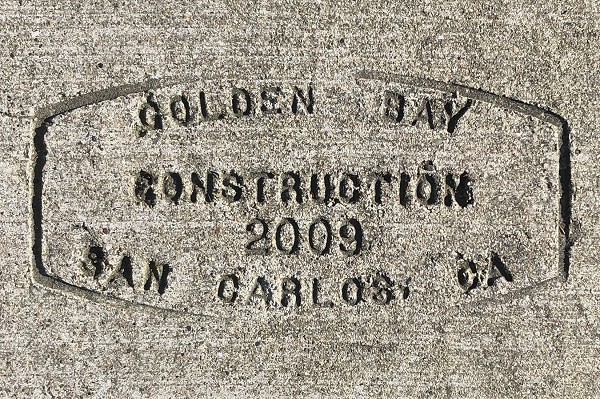 GOLDEN BAY
CONSTRUCTION
2009
SAN CARLOS, CA